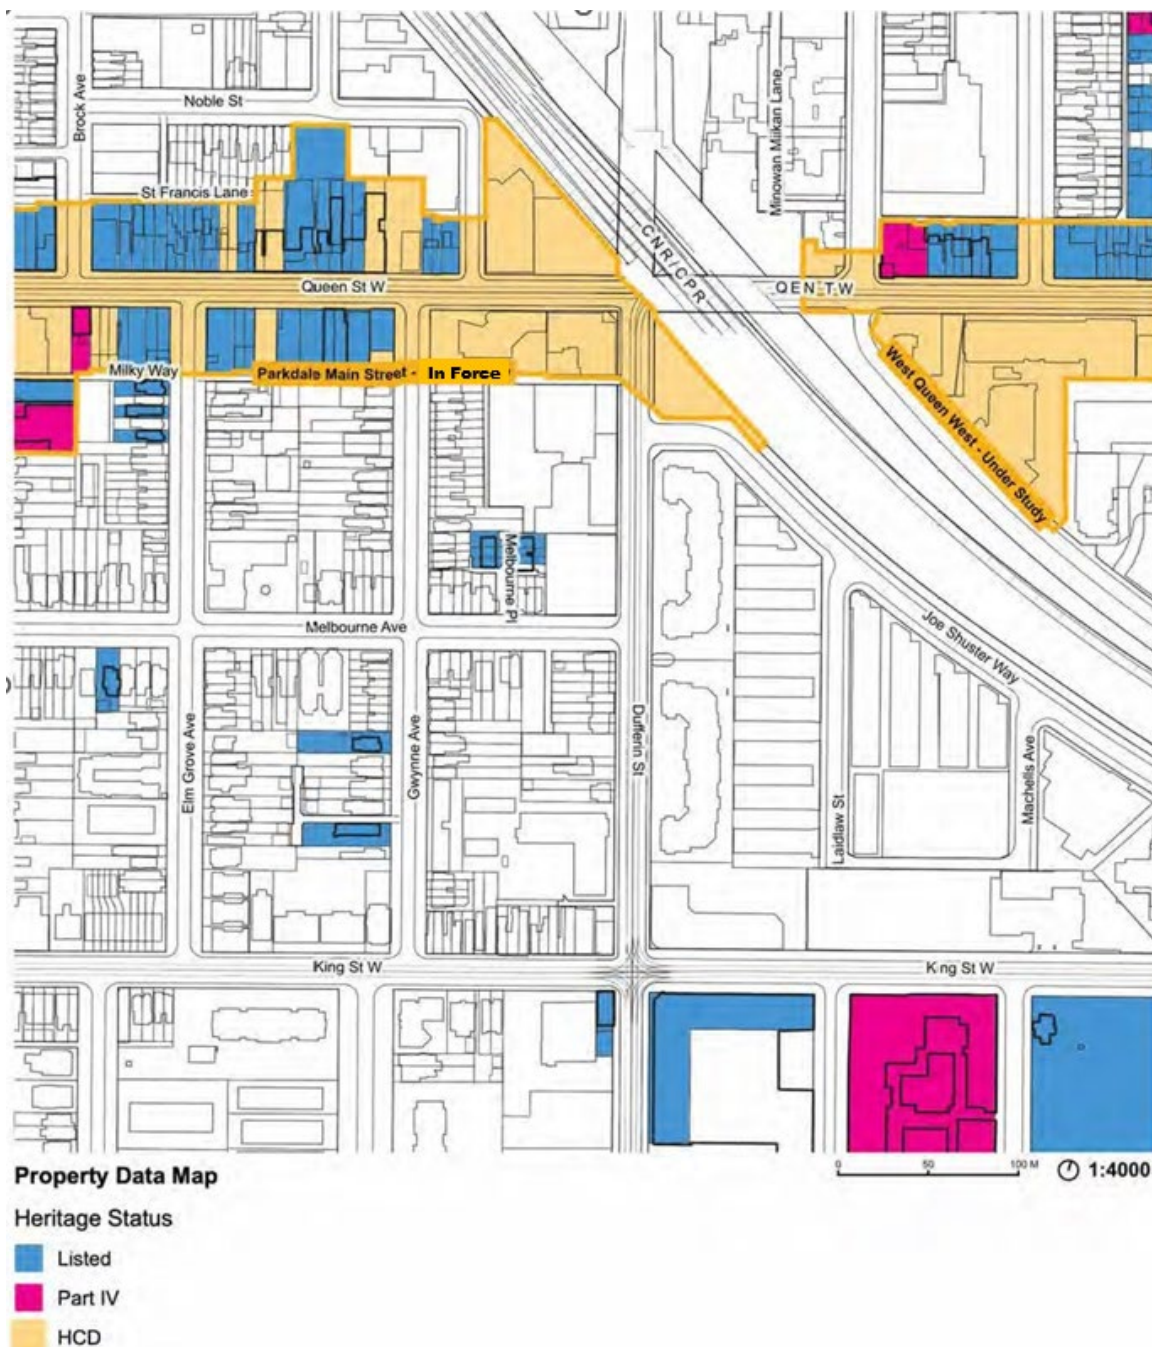 Noble St
Brock Ave
Minowan Miikan Lane
St Francis Lane
CNR/CPR
Queen St W
QEN T W
Milky Way
Parkdale Main Street - In Force
West Queen West - Under Study
Melbourne Pl
Melbourne Ave
Joe Shuster Way
Elm Grove Ave
Gwynne Ave
Dufferin St
Machells Ave
Laidlaw St
King St W
K ng St W
Property Data Map
0 50 100 M
1:4000
Heritage Status
Listed
Part IV
HCD